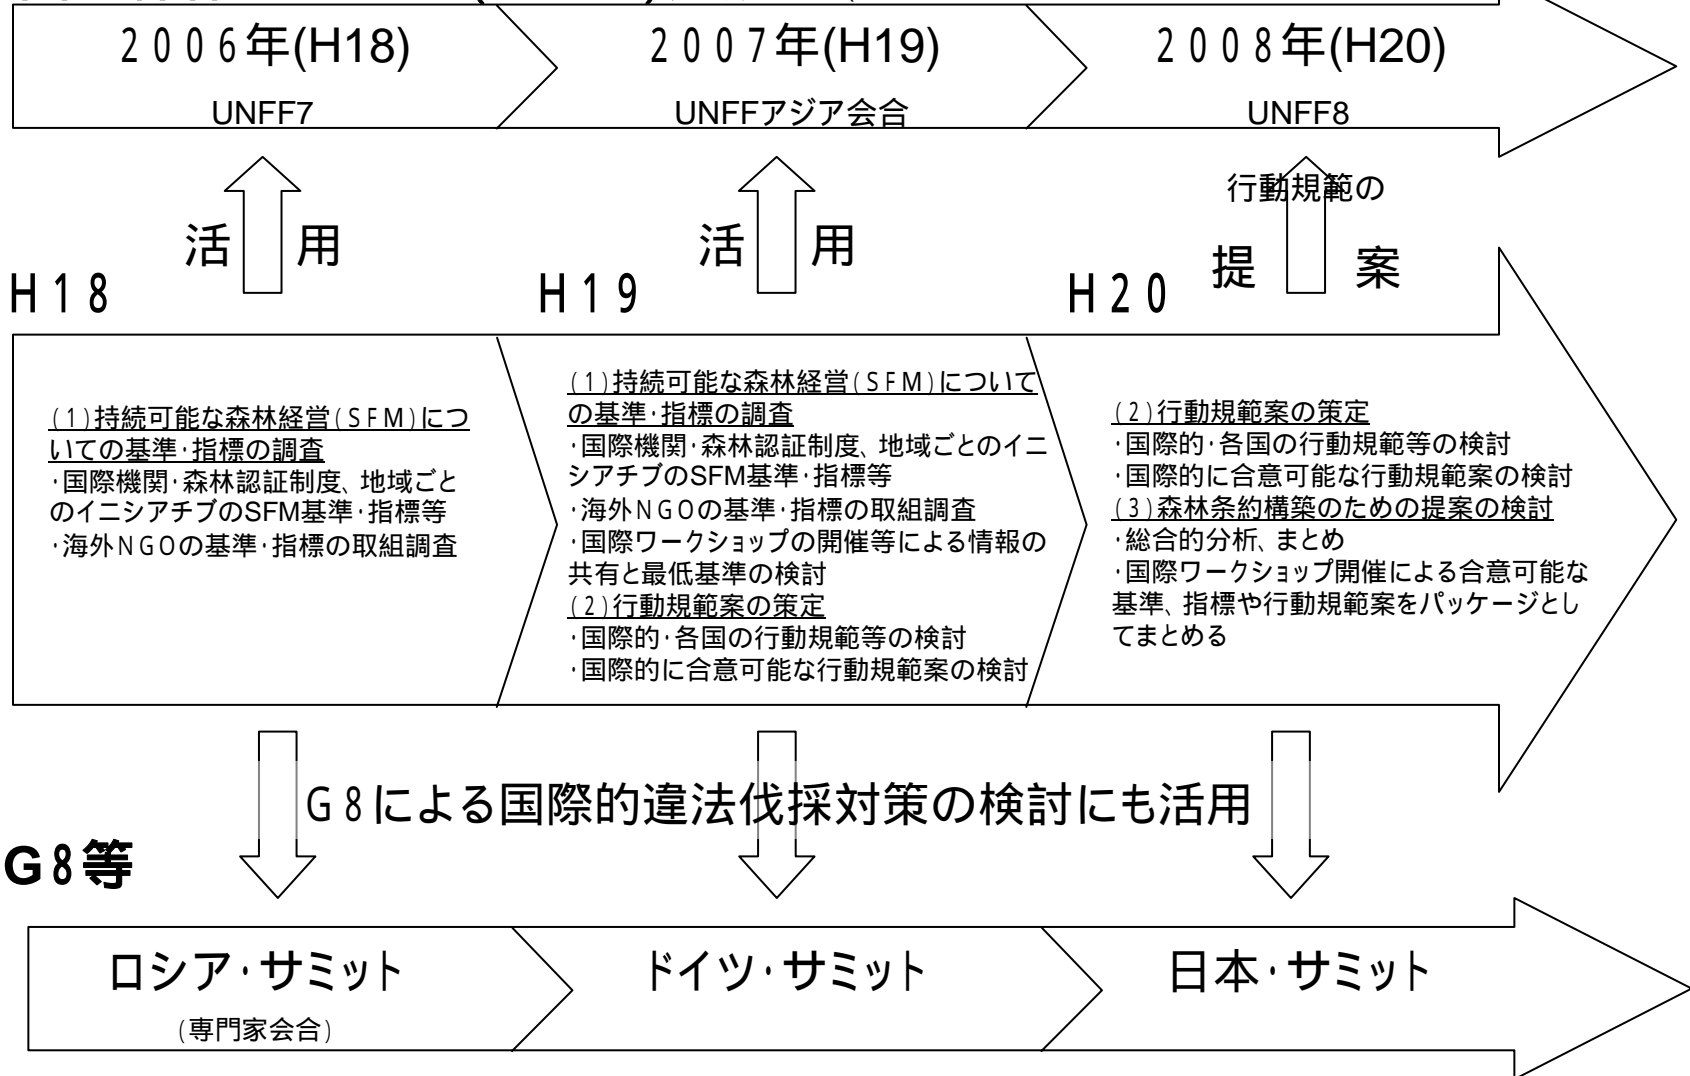 2006年(H18)
2007年(H19)
2008年(H20)
UNFF7
UNFFアジア会合
UNFF8
行動規範の
活 用
活 用
提 案
H18
H19
H20
(1)持続可能な森林経営(SFM)につ
いての基準・指標の調査
・国際機関・森林認証制度、地域ごと
のイニシアチブのSFM基準・指標等
・海外NGOの基準・指標の取組調査
(1)持続可能な森林経営(SFM)について
の基準・指標の調査
・国際機関・森林認証制度、地域ごとのイニ
シアチブのSFM基準・指標等
・海外NGOの基準・指標の取組調査
・国際ワークショップの開催等による情報の
共有と最低基準の検討
(2)行動規範案の策定
・国際的・各国の行動規範等の検討
・国際的に合意可能な行動規範案の検討
(2)行動規範案の策定
・国際的・各国の行動規範等の検討
・国際的に合意可能な行動規範案の検討
(3)森林条約構築のための提案の検討
・総合的分析、まとめ
・国際ワークショップ開催による合意可能な
基準、指標や行動規範案をパッケージとし
てまとめる
G8による国際的違法伐採対策の検討にも活用
G8等
ロシア・サミット
ドイツ・サミット
日本・サミット
(専門家会合)